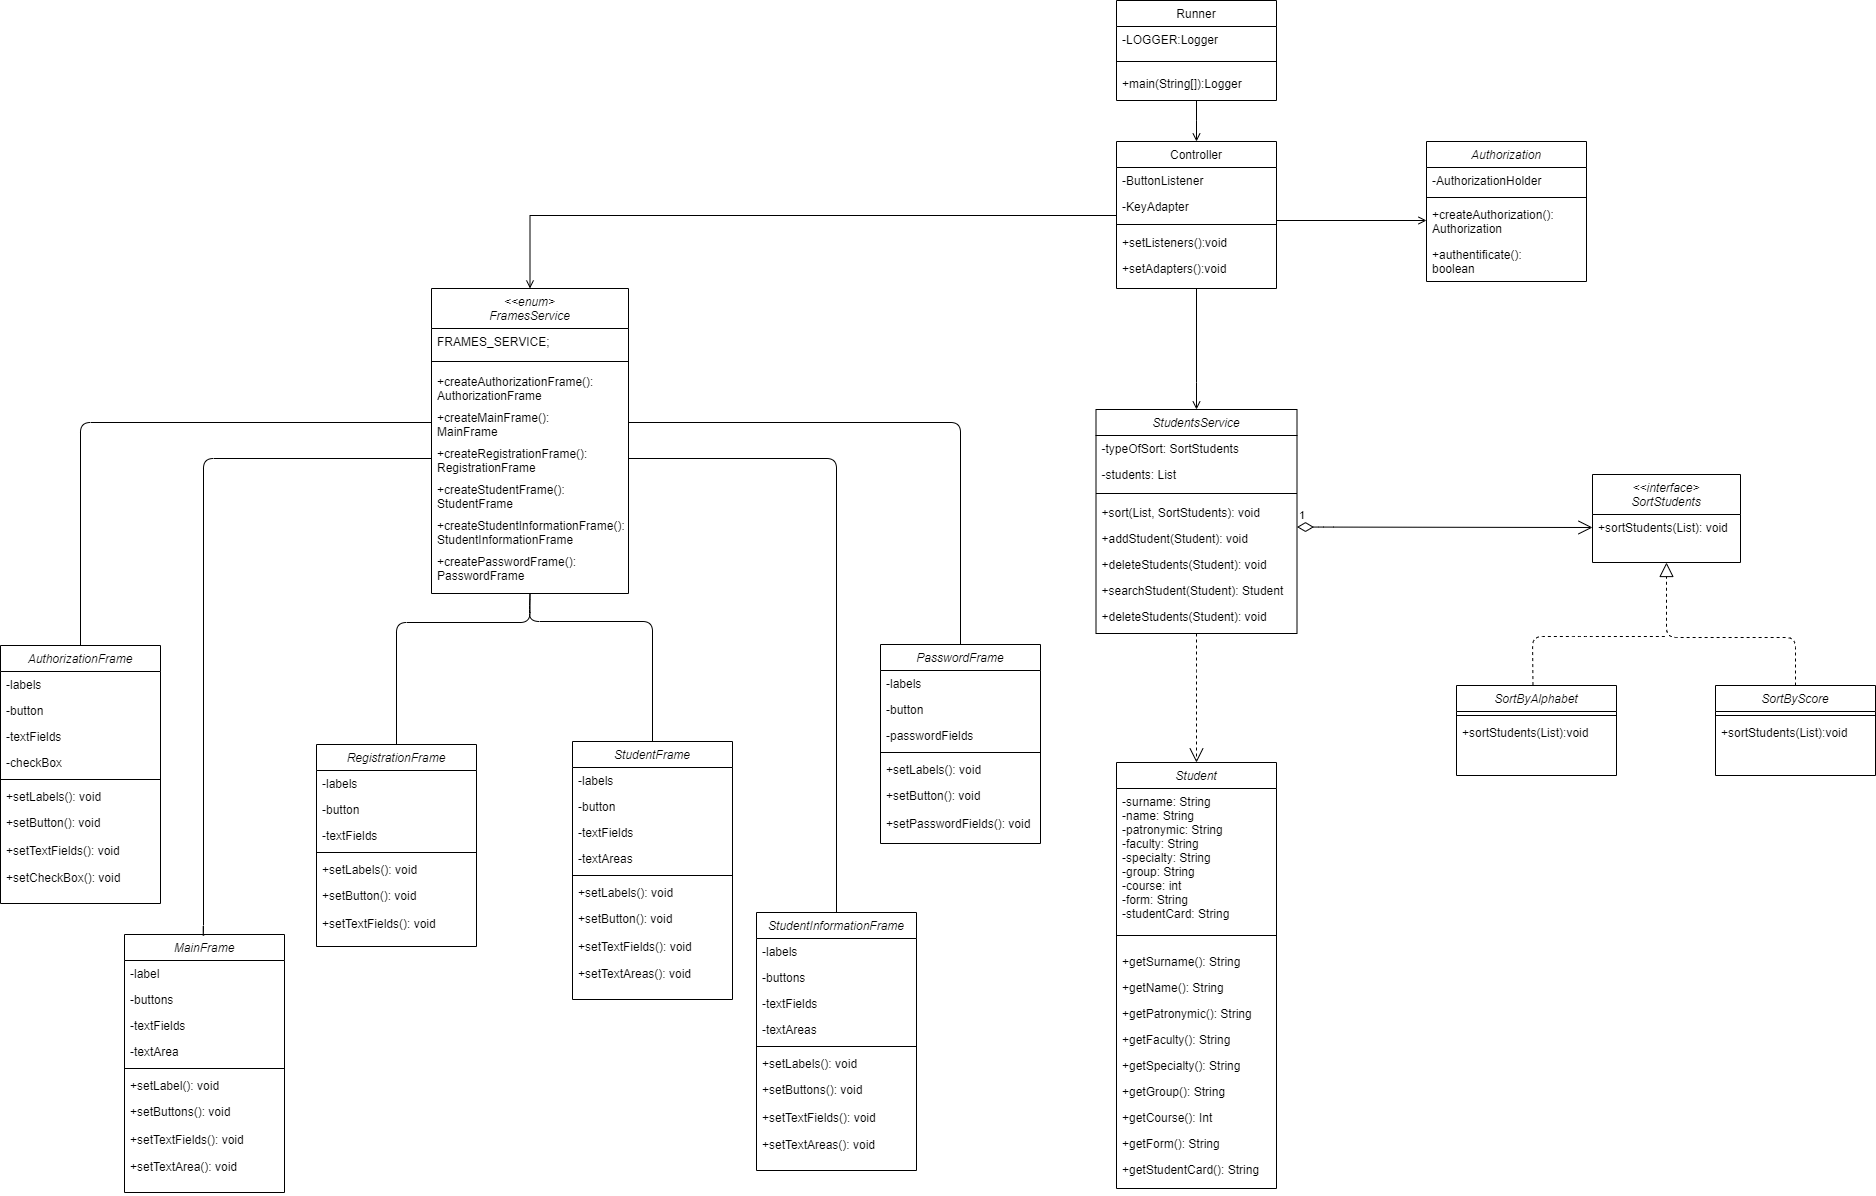 Runner
-LOGGER:Logger
+main(String[]):Logger
Controller
-ButtonListener
-KeyAdapter
+setListeners():void
+setAdapters():void
Authorization
-AuthorizationHolder
+createAuthorization():
Authorization
+authentificate():
boolean
<<enum>>
FramesService
FRAMES_SERVICE;
+createAuthorizationFrame():
AuthorizationFrame
+createMainFrame():
MainFrame
+createRegistrationFrame():
RegistrationFrame
+createStudentFrame():
StudentFrame
+createStudentInformationFrame():
StudentInformationFrame
+createPasswordFrame():
PasswordFrame
StudentsService
-typeOfSort: SortStudents
-students: List
+sort(List, SortStudents): void
+addStudent(Student): void
+deleteStudents(Student): void
+searchStudent(Student): Student
+deleteStudents(Student): void
1
<<interface>>
SortStudents
+sortStudents(List): void
AuthorizationFrame
-labels
-button
-textFields
-checkBox
+setLabels(): void
+setButton(): void
+setTextFields(): void
+setCheckBox(): void
MainFrame
-label
-buttons
-textFields
-textArea
+setLabel(): void
+setButtons(): void
+setTextFields(): void
+setTextArea(): void
RegistrationFrame
-labels
-button
-textFields
+setLabels(): void
+setButton(): void
+setTextFields(): void
StudentFrame
-labels
-button
-textFields
-textAreas
+setLabels(): void
+setButton(): void
+setTextFields(): void
+setTextAreas(): void
StudentInformationFrame
-labels
-buttons
-textFields
-textAreas
+setLabels(): void
+setButtons(): void
+setTextFields(): void
+setTextAreas(): void
PasswordFrame
-labels
-button
-passwordFields
+setLabels(): void
+setButton(): void
+setPasswordFields(): void
Student
-surname: String
-name: String
-patronymic: String
-faculty: String
-specialty: String
-group: String
-course: int
-form: String
-studentCard: String
+getSurname(): String
+getName(): String
+getPatronymic(): String
+getFaculty(): String
+getSpecialty(): String
+getGroup(): String
+getCourse(): Int
+getForm(): String
+getStudentCard(): String
SortByAlphabet
+sortStudents(List):void
SortByScore
+sortStudents(List):void